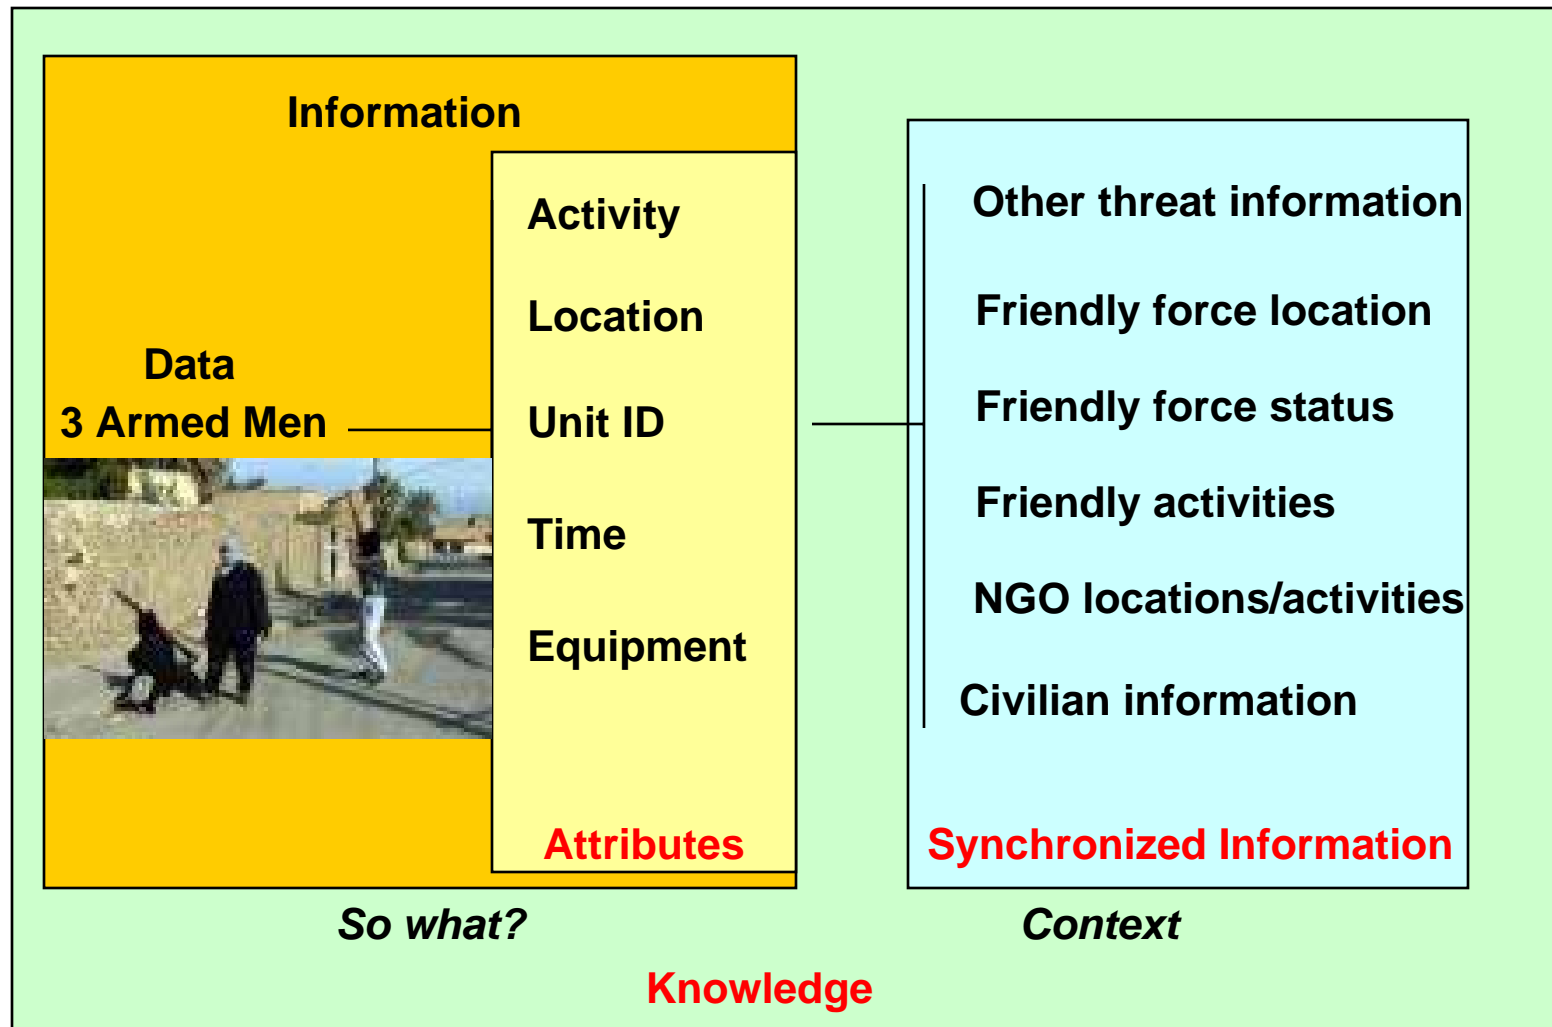 Information
Data
3 Armed Men
Activity
Location
Unit ID
Time
Equipment
Attributes
Other threat information
Friendly force location
Friendly force status
Friendly activities
NGO locations/activities
Civilian information
Synchronized Information
So what?
Context
Knowledge